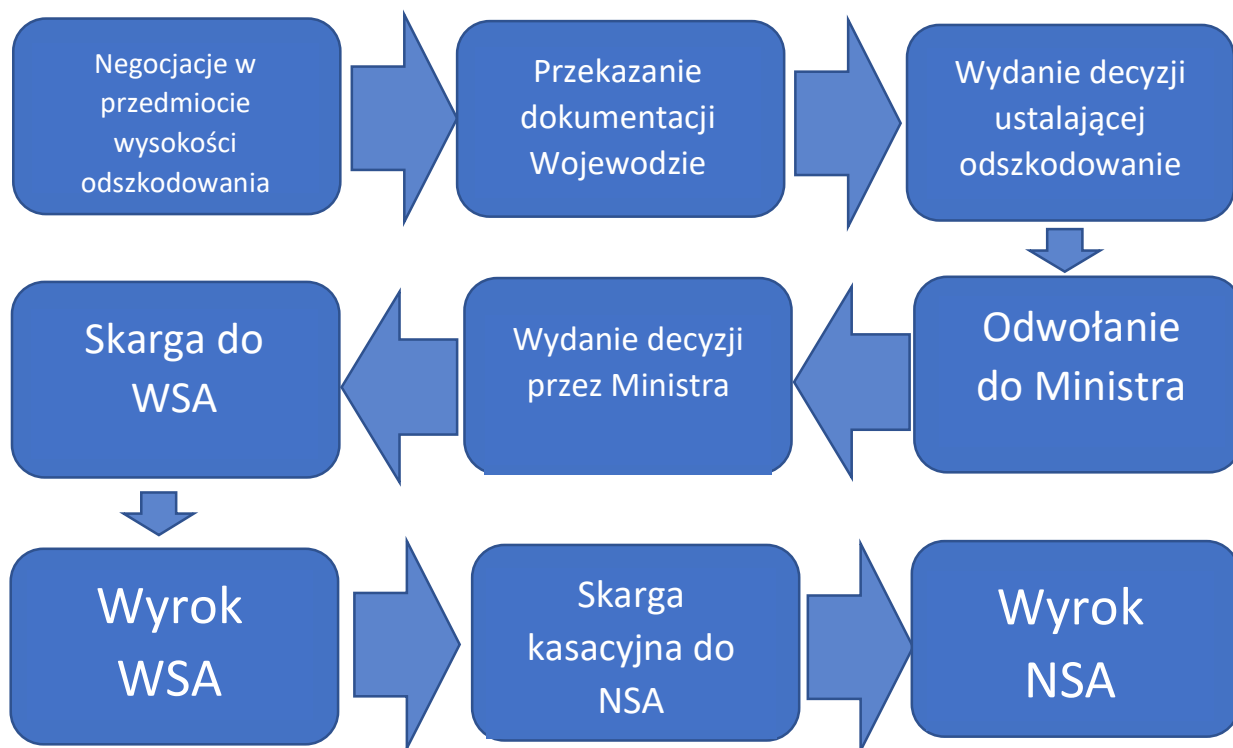 Negocjacje w
przedmiocie
wysokości
odszkodowania
Przekazanie
dokumentacji
Wojewodzie
Wydanie decyzji
ustalającej
odszkodowanie
Odwołanie
do Ministra
Wydanie decyzji
przez Ministra
Skarga do
WSA
Wyrok
WSA
Skarga
kasacyjna do
NSA
Wyrok
NSA